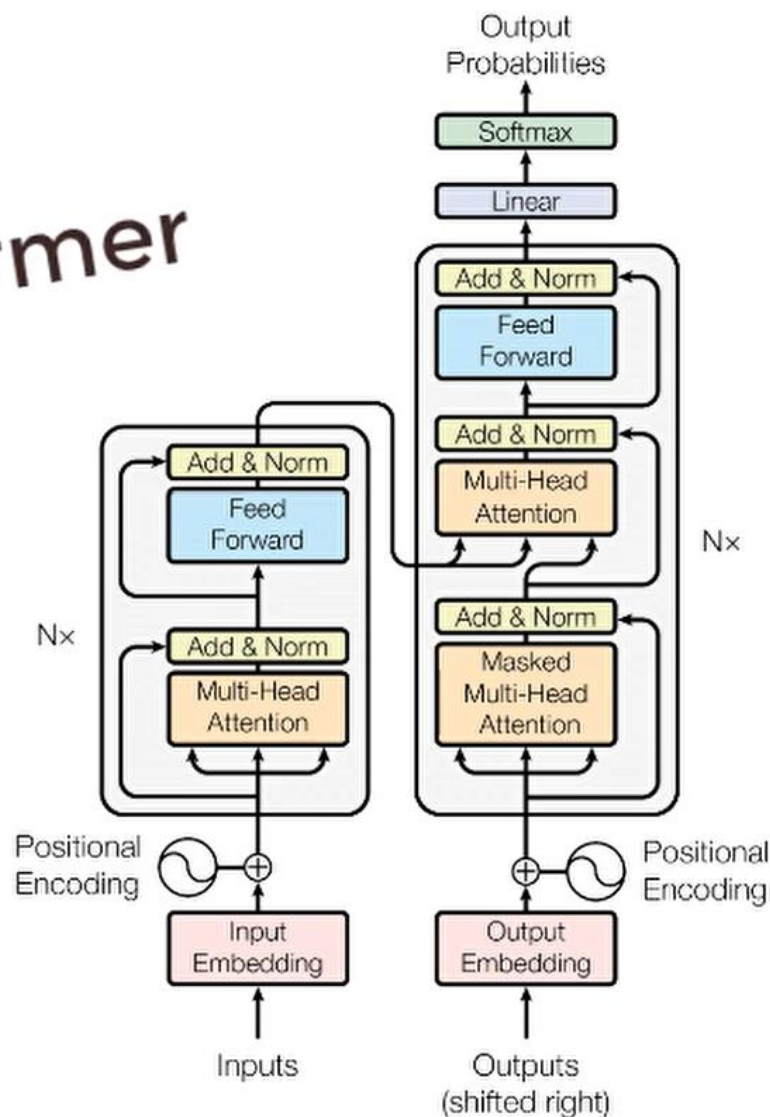 Output
Probabilities
Softmax
Linear
Add & Norm
Feed
Forward
Add & Norm
Multi-Head
Attention
Add & Norm
Masked
Multi-Head
Attention
Nx
Positional
Encoding
Output
Embedding
Outputs
(shifted right)
Add & Norm
Feed
Forward
Add & Norm
Multi-Head
Attention
Nx
Positional
Encoding
Input
Embedding
Inputs
rmer